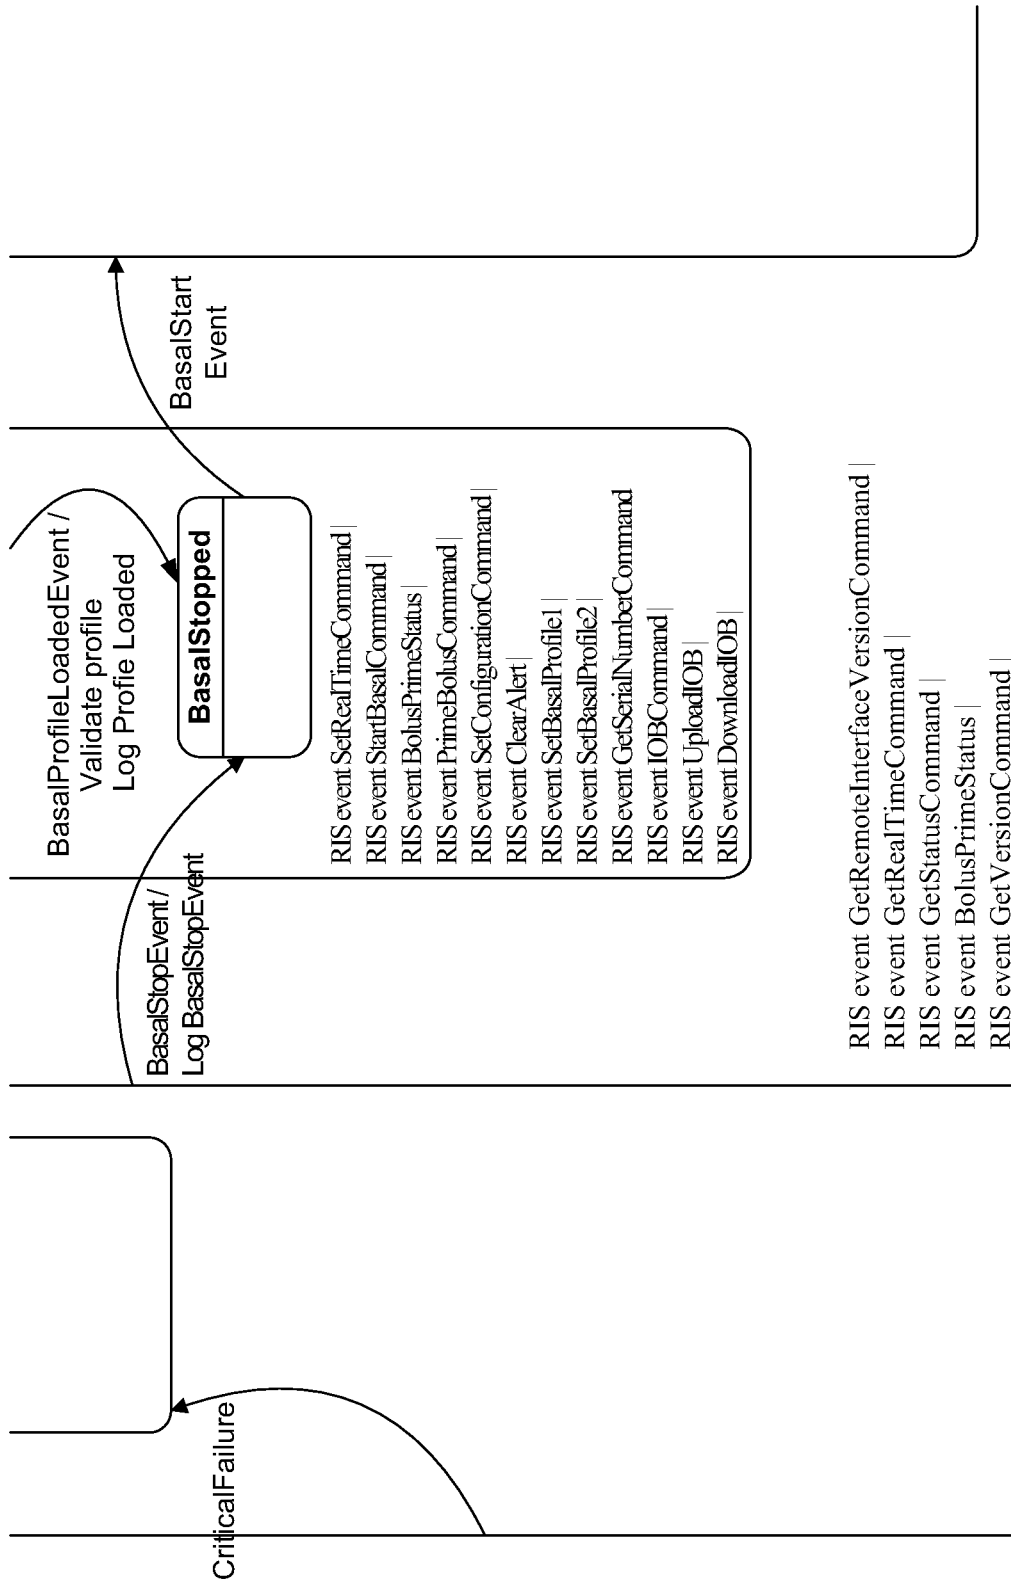 BasalStart
Event
BasalProfileLoadedEvent /
Validate profile
Log Profie Loaded
BasalStopped
RIS event SetRealTimeCommand |
RIS event StartBasalCommand |
RIS event BolusPrimeStatus |
RIS event PrimeBolusCommand |
RIS event SetConfigurationCommand |
RIS event ClearAlert |
RIS event SetBasalProfile1 |
RIS event SetBasalProfile2 |
RIS event GetSerialNumberCommand
RIS event IOBCommand |
RIS event UploadIOB |
RIS event DownloadIOB |
BasalStopEvent /
Log BasalStopEvent
RIS event GetRemoteInterfaceVersionCommand |
RIS event GetRealTimeCommand |
RIS event GetStatusCommand |
RIS event BolusPrimeStatus |
RIS event GetVersionCommand |
CriticalFailure